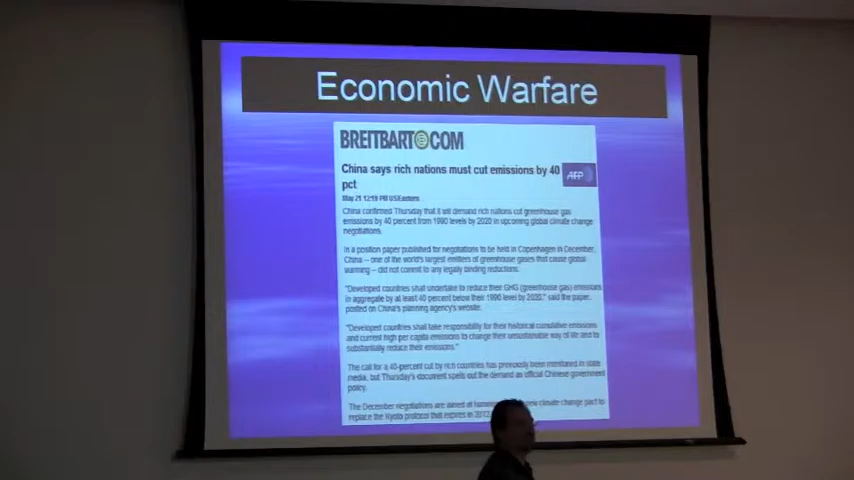 Economic Warfare
BREITBART.COM
China says rich nations must cut emissions by 40
pct
AFP
May 21 12:19 PM US/Eastern
China confirmed Thursday that it will demand rich nations cut greenhouse gas
emissions by 40 percent from 1990 levels by 2020 in upcoming global climate change
negotiations.
In a position paper published for negotiations to be held in Copenhagen in December,
China -- one of the world's largest emitters of greenhouse gases that cause global
warming -- did not commit to any legally binding reductions.
"Developed countries shall undertake to reduce their GHG (greenhouse gas) emissions
in aggregate by at least 40 percent below their 1990 level by 2020," said the paper,
posted on China's planning agency's website.
"Developed countries shall take responsibility for their historical cumulative emissions
and current high per capita emissions to change their unsustainable way of life and to
substantially reduce their emissions."
The call for a 40-percent cut by rich countries has previously been mentioned in state
media, but Thursday's document spells out the demand as official Chinese government
policy.
The December negotiations are aimed at new climate change pact to
replace the Kyoto protocol that expires in 2012